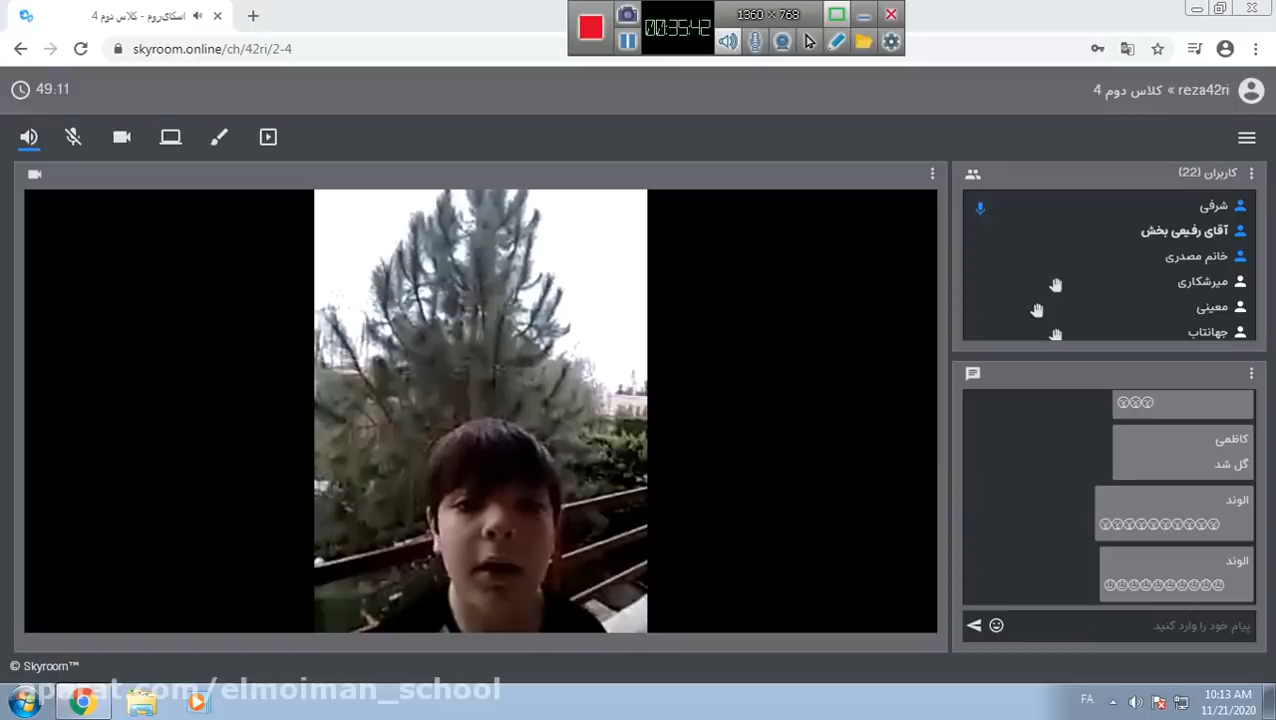 اسکای‌روم - کلاس دوم 4
00:35:42
1360 × 768
skyroom.online/ch/42ri/2-4
49:11
reza42ri » کلاس دوم 4
کاربران (22)
شرفی
آقای رفیعی بخش
خانم مصدری
میرشکاری
معینی
جهانتاب
کاظمی
گل شد
الوند
الوند
پیام خود را وارد کنید
© Skyroom™
aparat.com/elmoiman_school
FA
10:13 AM
11/21/2020